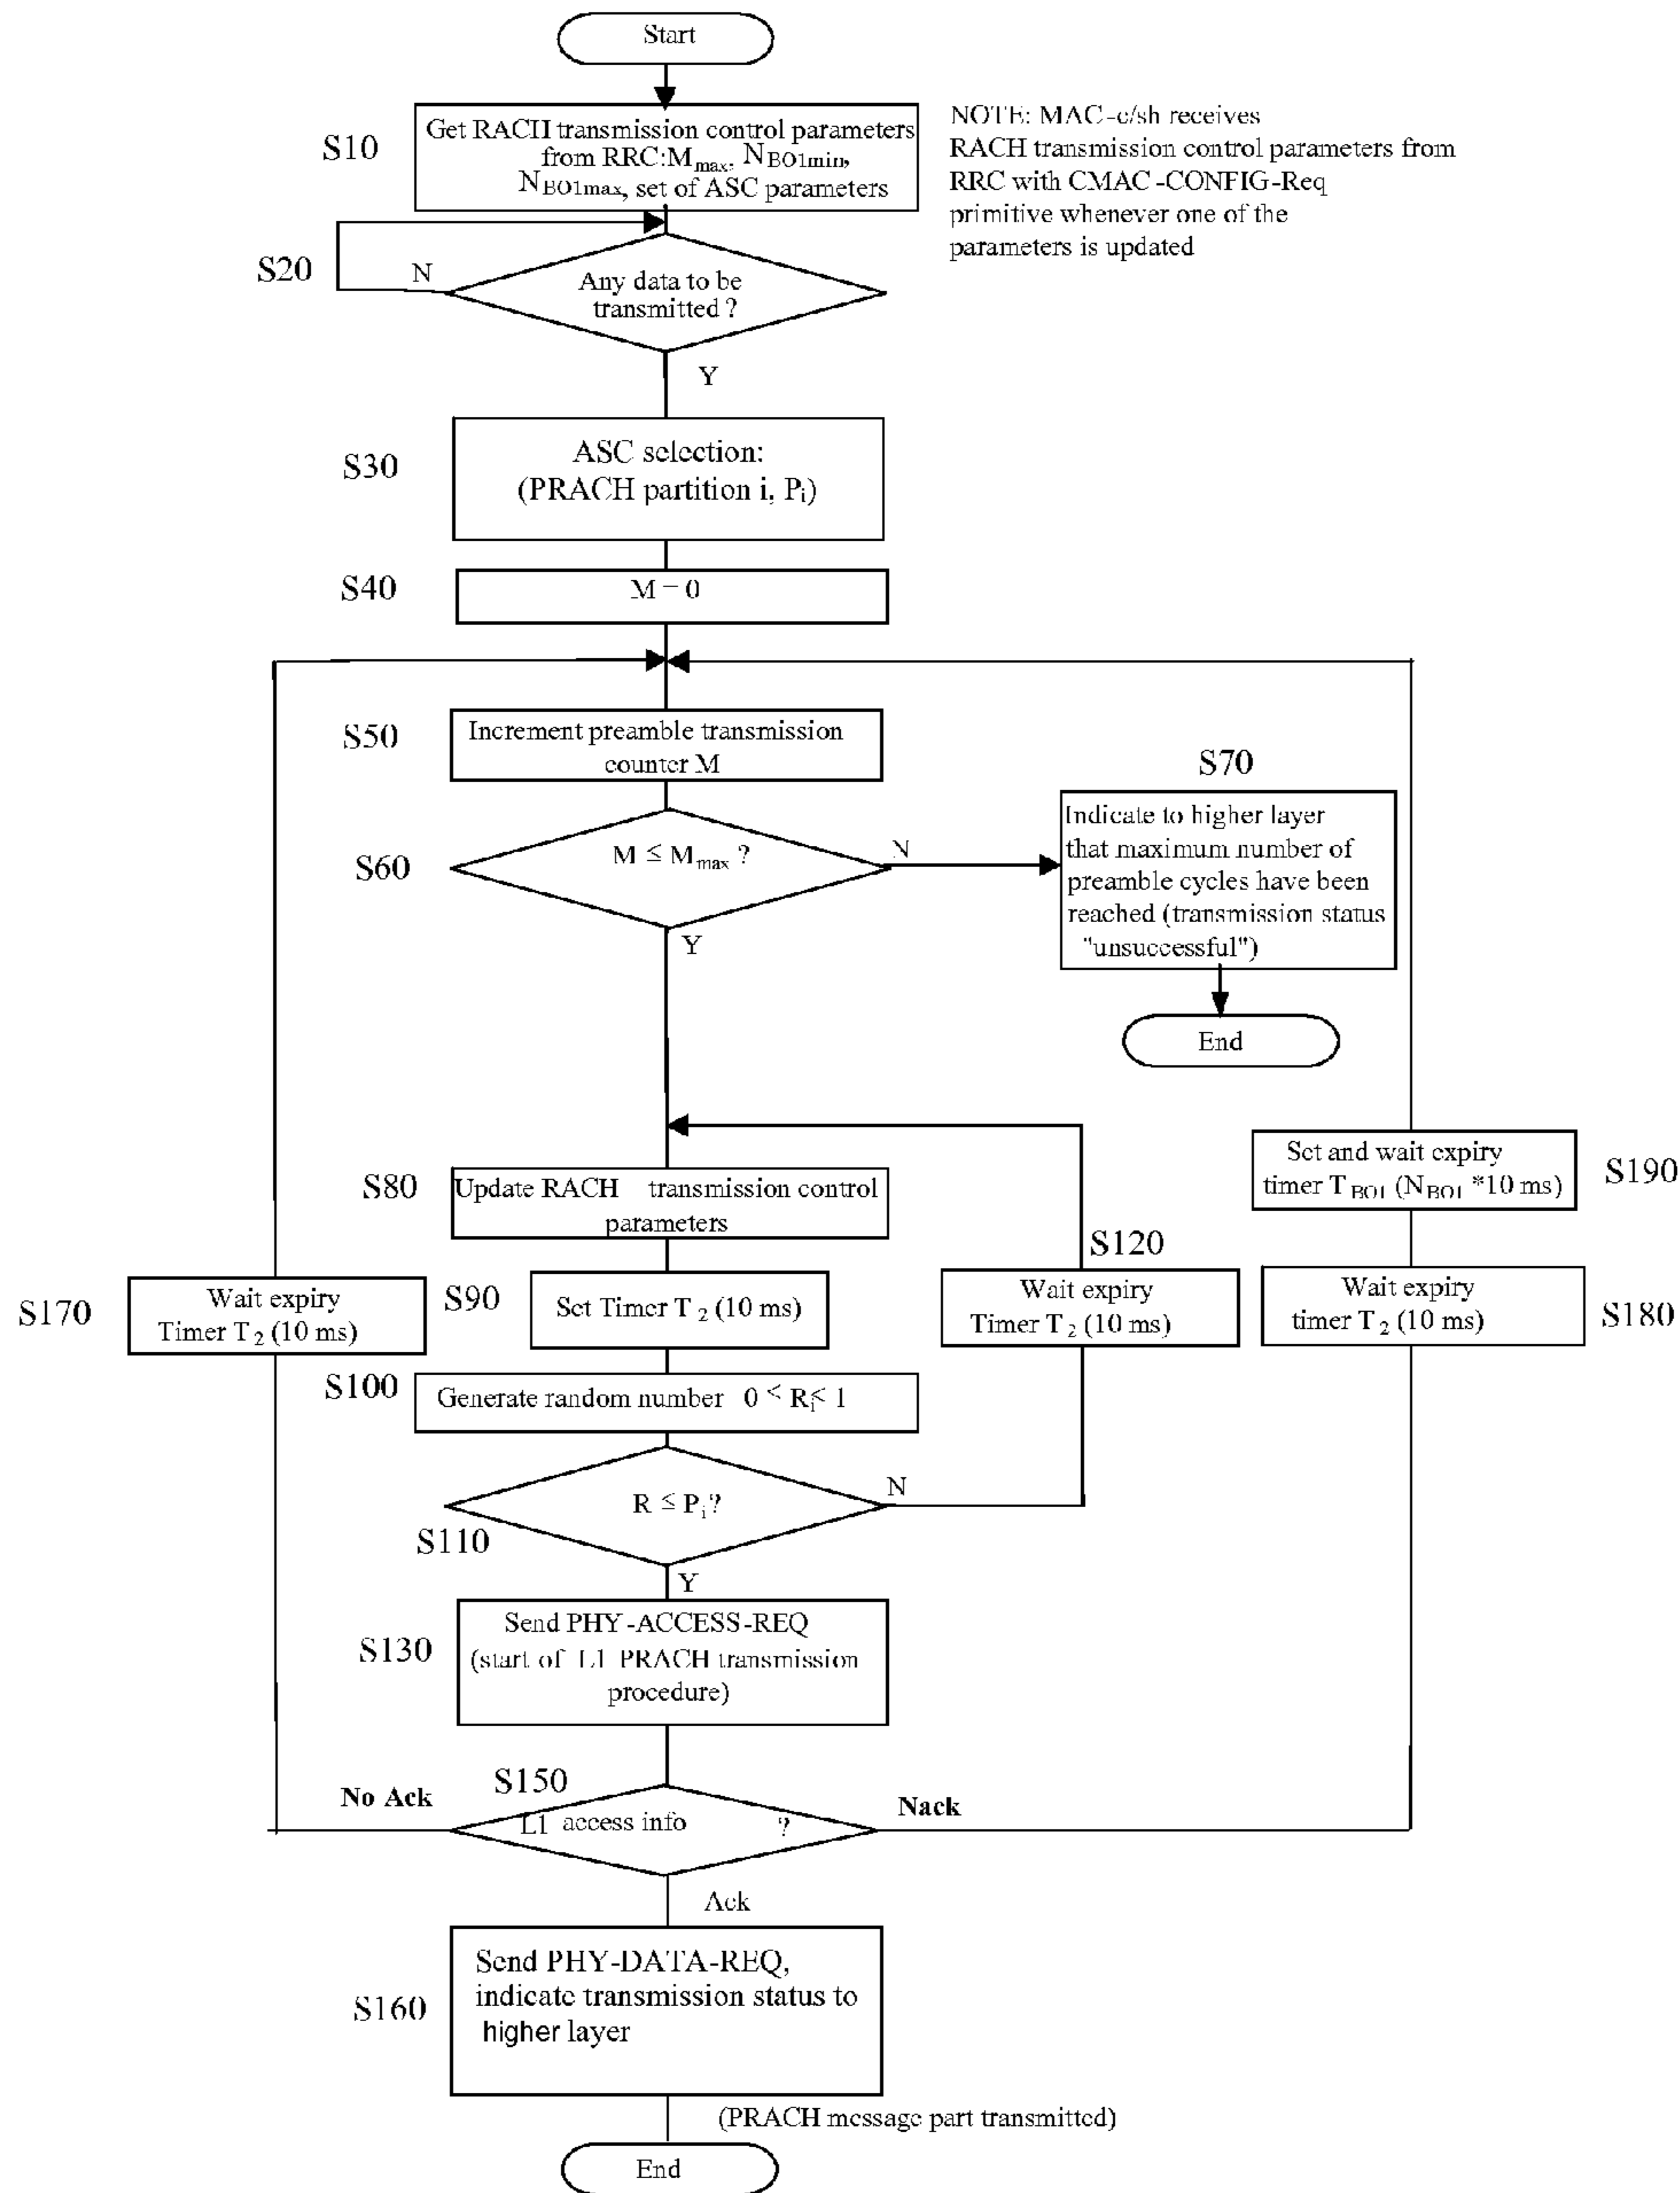 Start
S10
Get RACH transmission control parameters
from RRC:Mmax, NBO1min,
NBO1max, set of ASC parameters
NOTE: MAC-c/sh receives
RACH transmission control parameters from
RRC with CMAC-CONFIG-Req
primitive whenever one of the
parameters is updated
S20
N
Any data to be
transmitted ?
Y
S30
ASC selection:
(PRACH partition i, Pi)
S40
M = 0
S50
Increment preamble transmission
counter M
S60
M ≤ Mmax ?
N
Y
S70
Indicate to higher layer
that maximum number of
preamble cycles have been
reached (transmission status
"unsuccessful")
End
S80
Update RACH transmission control
parameters
S90
Set Timer T2 (10 ms)
S100
Generate random number 0 ≤ Ri≤ 1
S110
R ≤ Pi?
N
Y
S120
Wait expiry
Timer T2 (10 ms)
S190
Set and wait expiry
timer TBO1 (NBO1 *10 ms)
S180
Wait expiry
timer T2 (10 ms)
S170
Wait expiry
Timer T2 (10 ms)
S130
Send PHY-ACCESS-REQ
(start of L1 PRACH transmission
procedure)
S150
No Ack
L1 access info ?
Nack
Ack
S160
Send PHY-DATA-REQ,
indicate transmission status to
higher layer
(PRACH message part transmitted)
End